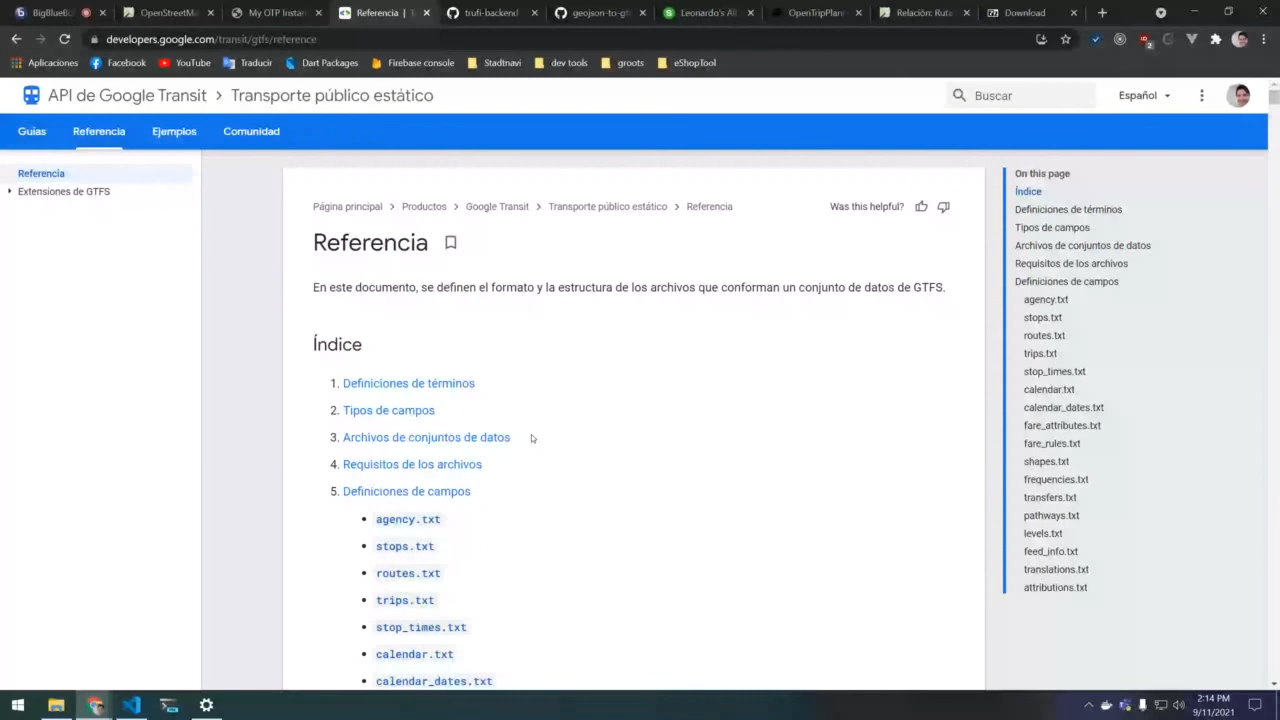 BigBlueB
OpenStreetMa
My OTP Instan
Referencia | T
trufi-backend
geojson-to-gt
Leonardo's Ali
OpenTripPlane
Relación: Ruta
Download
developers.google.com/transit/gtfs/reference
2
Aplicaciones
Facebook
YouTube
Traducir
Dart Packages
Firebase console
Stadtnavi
dev tools
groots
eShopTool
API de Google Transit
Transporte público estático
Buscar
Español
Guías
Referencia
Ejemplos
Comunidad
Referencia
Extensiones de GTFS
Página principal > Productos > Google Transit > Transporte público estático > Referencia
Was this helpful?
Referencia
En este documento, se definen el formato y la estructura de los archivos que conforman un conjunto de datos de GTFS.
Índice
1. Definiciones de términos
2. Tipos de campos
3. Archivos de conjuntos de datos
4. Requisitos de los archivos
5. Definiciones de campos
• agency.txt
• stops.txt
• routes.txt
• trips.txt
• stop_times.txt
• calendar.txt
• calendar_dates.txt
On this page
Índice
Definiciones de términos
Tipos de campos
Archivos de conjuntos de datos
Requisitos de los archivos
Definiciones de campos
agency.txt
stops.txt
routes.txt
trips.txt
stop_times.txt
calendar.txt
calendar_dates.txt
fare_attributes.txt
fare_rules.txt
shapes.txt
frequencies.txt
transfers.txt
pathways.txt
levels.txt
feed_info.txt
translations.txt
attributions.txt
2:14 PM
9/11/2021